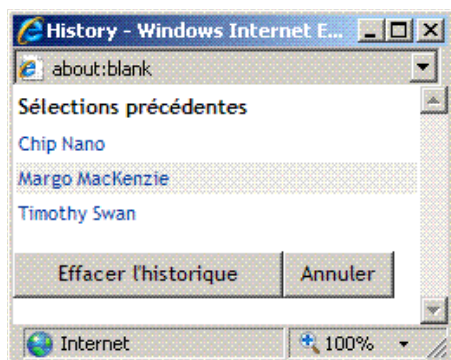 History - Windows Internet E...
about:blank
Sélections précédentes
Chip Nano
Margo MacKenzie
Timothy Swan
Effacer l'historique Annuler
Internet 100%